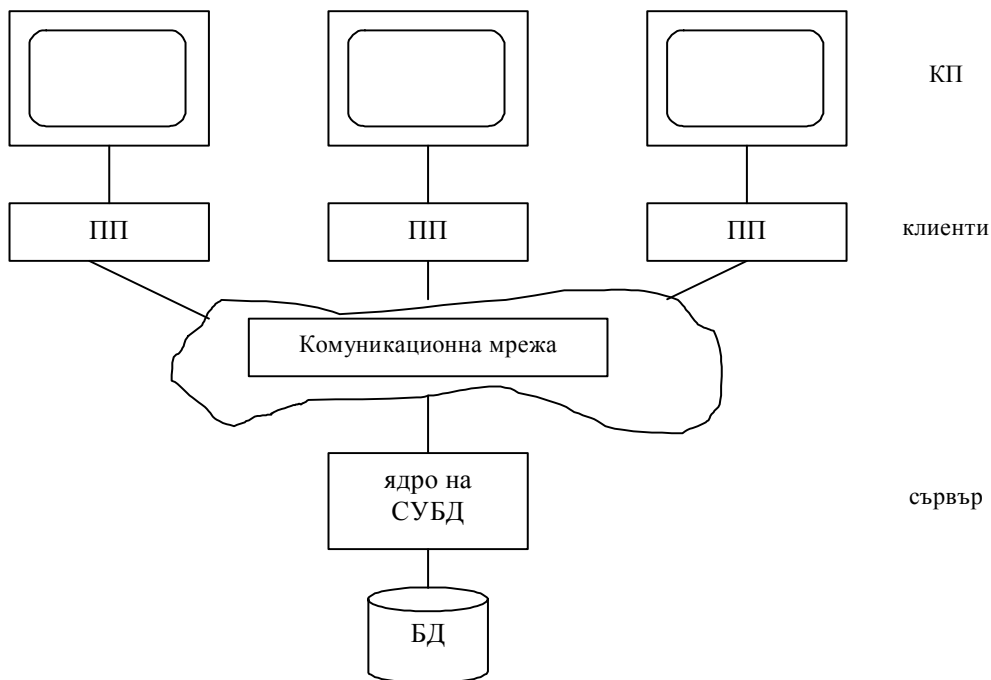 КП
ПП
ПП
ПП
клиенти
Комуникационна мрежа
ядро на
СУБД
сървър
БД